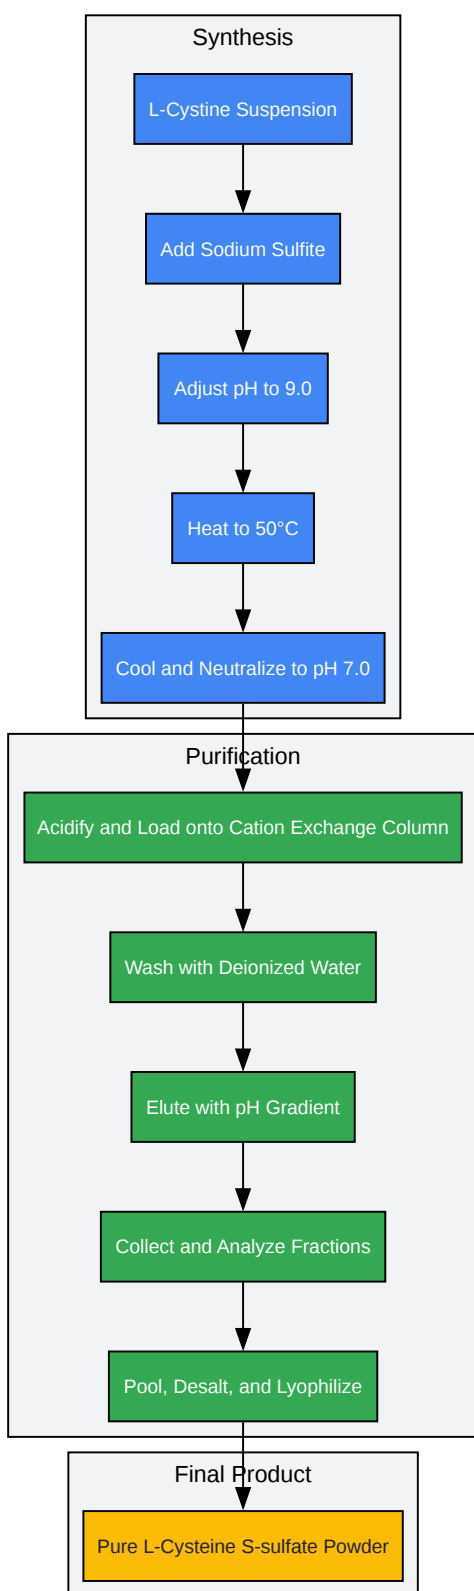 Synthesis
L-Cystine Suspension
Add Sodium Sulfite
Adjust pH to 9.0
Heat to 50°C
Cool and Neutralize to pH 7.0
Purification
Acidify and Load onto Cation Exchange Column
Wash with Deionized Water
Elute with pH Gradient
Collect and Analyze Fractions
Pool, Desalt, and Lyophilize
Final Product
Pure L-Cysteine S-sulfate Powder